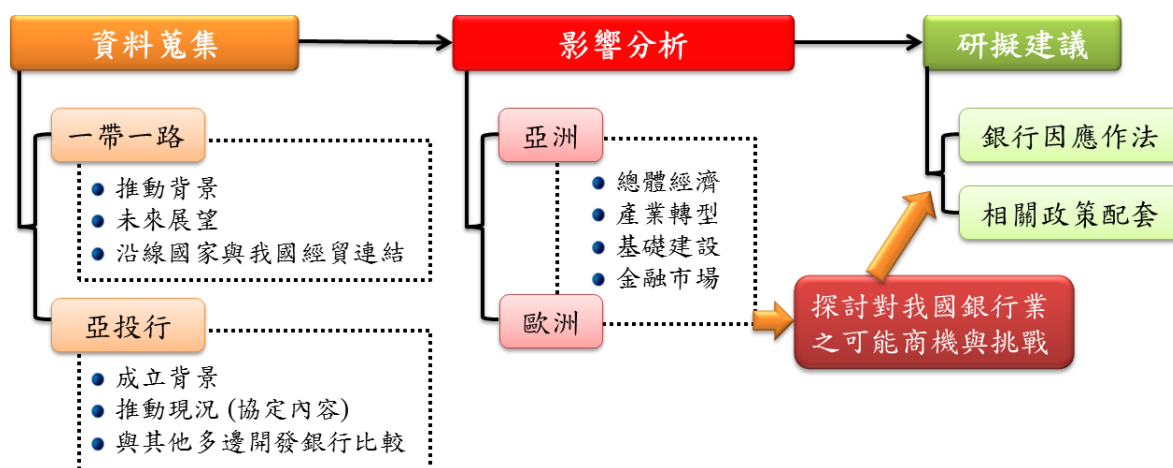 資料蒐集
一帶一路
推動背景
未來展望
沿線國家與我國經貿連結
亞投行
成立背景
推動現況 (協定內容)
與其他多邊開發銀行比較
影響分析
亞洲
總體經濟
產業轉型
基礎建設
金融市場
歐洲
探討對我國銀行業
之可能商機與挑戰
研擬建議
銀行因應作法
相關政策配套